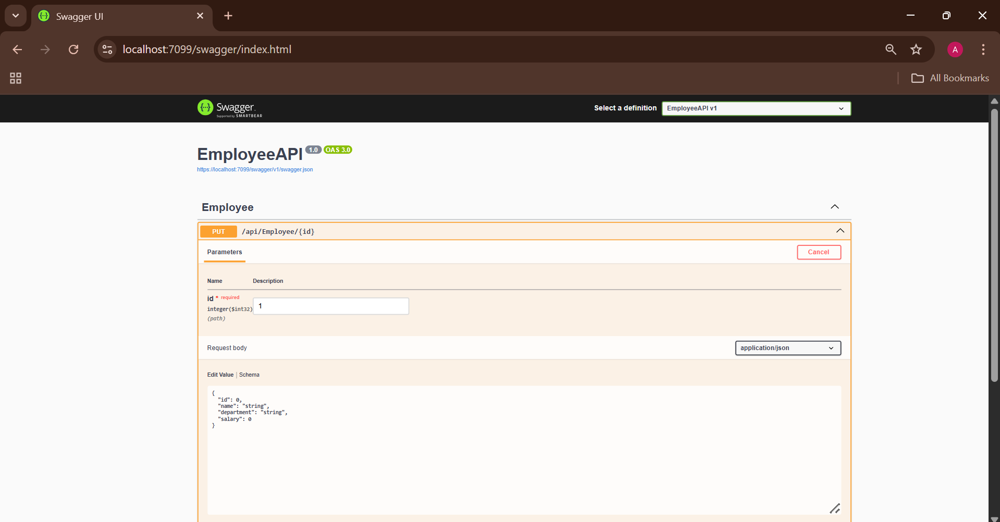 Swagger UI
localhost:7099/swagger/index.html
A
All Bookmarks
Swagger
Supported by SMARTBEAR
Select a definition
EmployeeAPI v1
EmployeeAPI 1.0 OAS 3.0
https://localhost:7099/swagger/v1/swagger.json
Employee
PUT /api/Employee/{id}
Parameters
Cancel
Name Description
id * required
integer($int32)
(path)
1
Request body
application/json
Edit Value | Schema
{
  "id": 0,
  "name": "string",
  "department": "string",
  "salary": 0
}